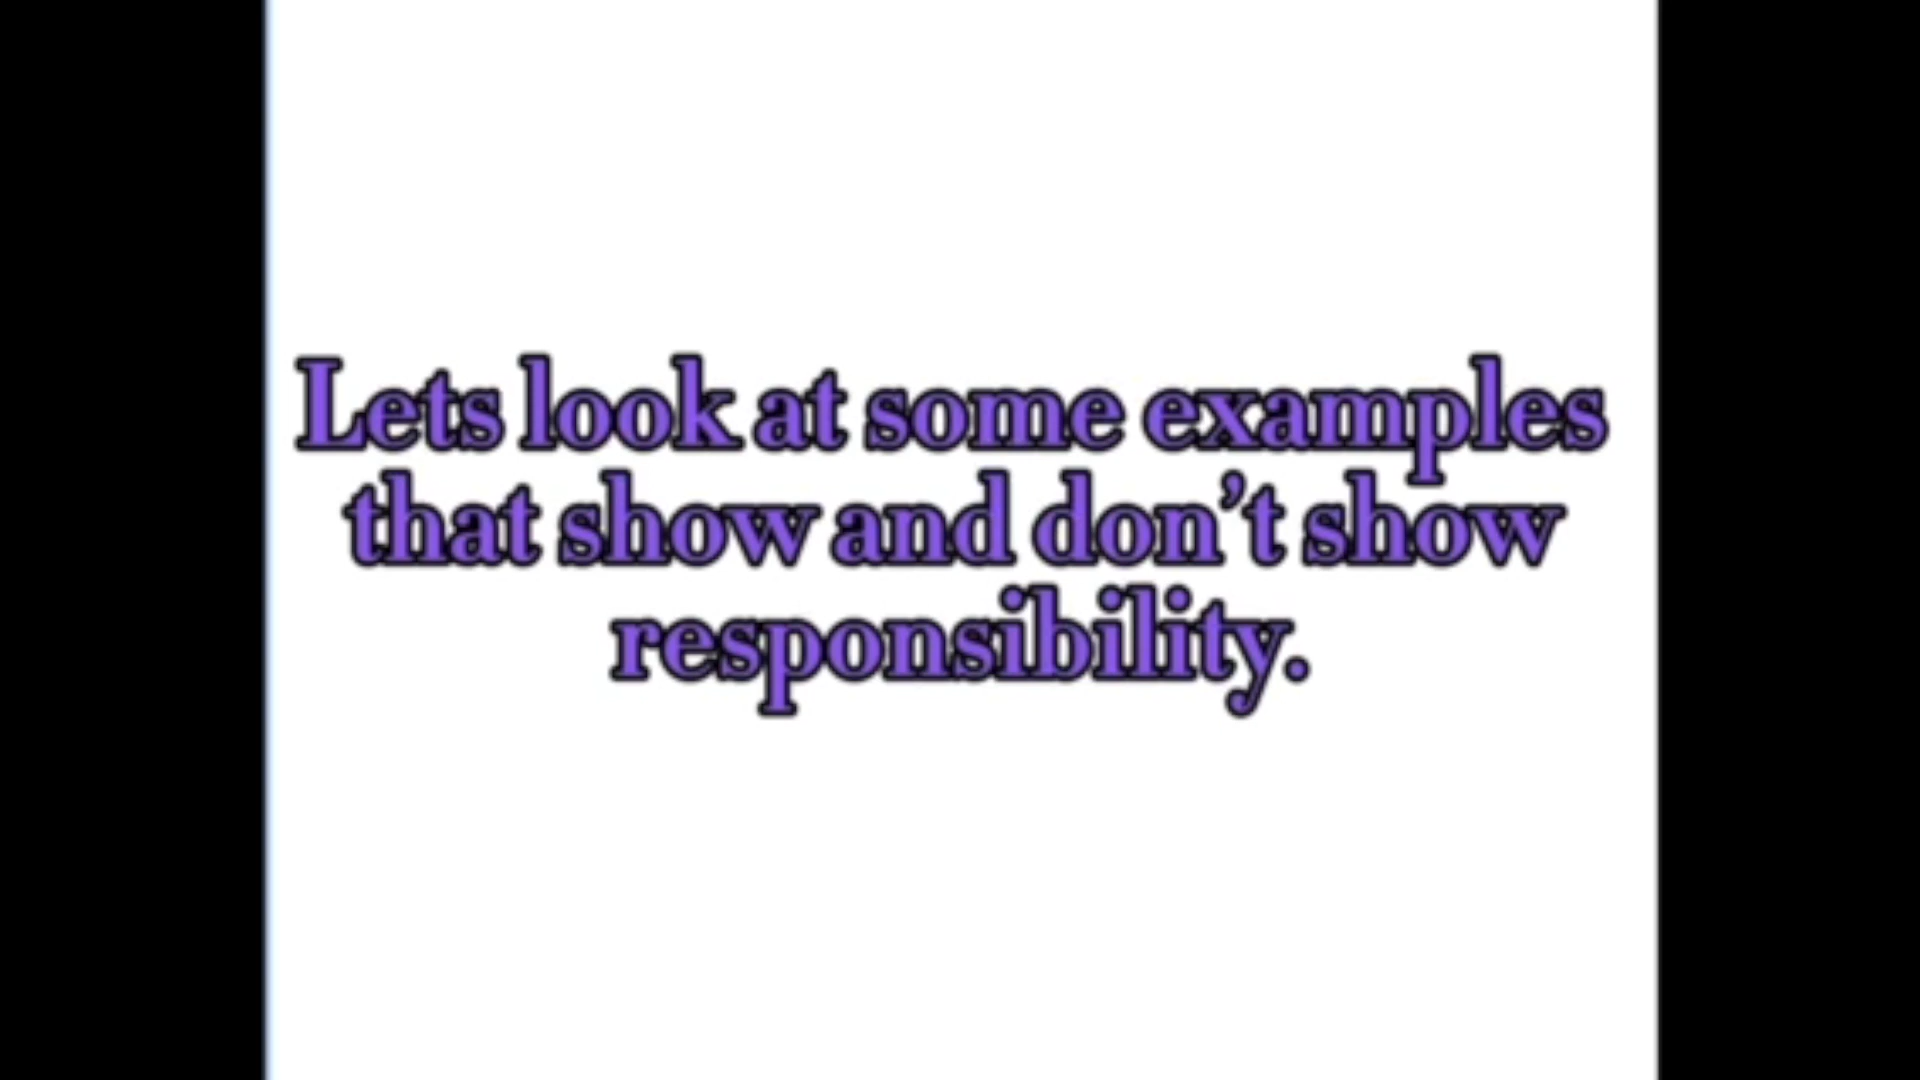 Lets look at some examples
that show and don’t show
responsibility.